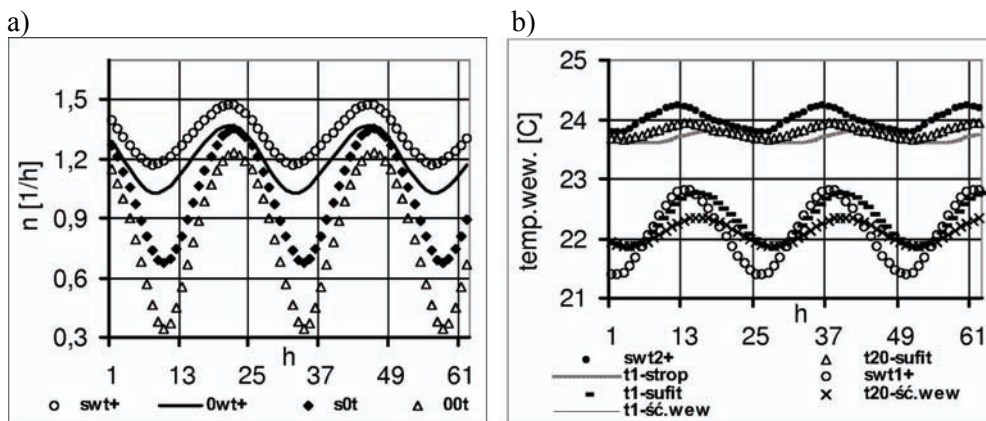 a)
b)
n [1/h]
1,5
1,2
0,9
0,6
0,3
h
1 13 25 37 49 61
swt+ 0wt+ s0t 00t
temp.wew. [C]
25
24
23
22
21
h
1 13 25 37 49 61
swt2+ t20-sufit
t1-strop swt1+
t1-sufit t20-ść.wew
t1-ść.wew